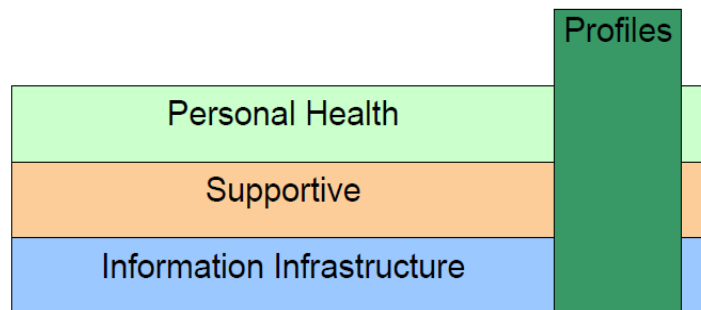 Profiles
Personal Health
Supportive
Information Infrastructure